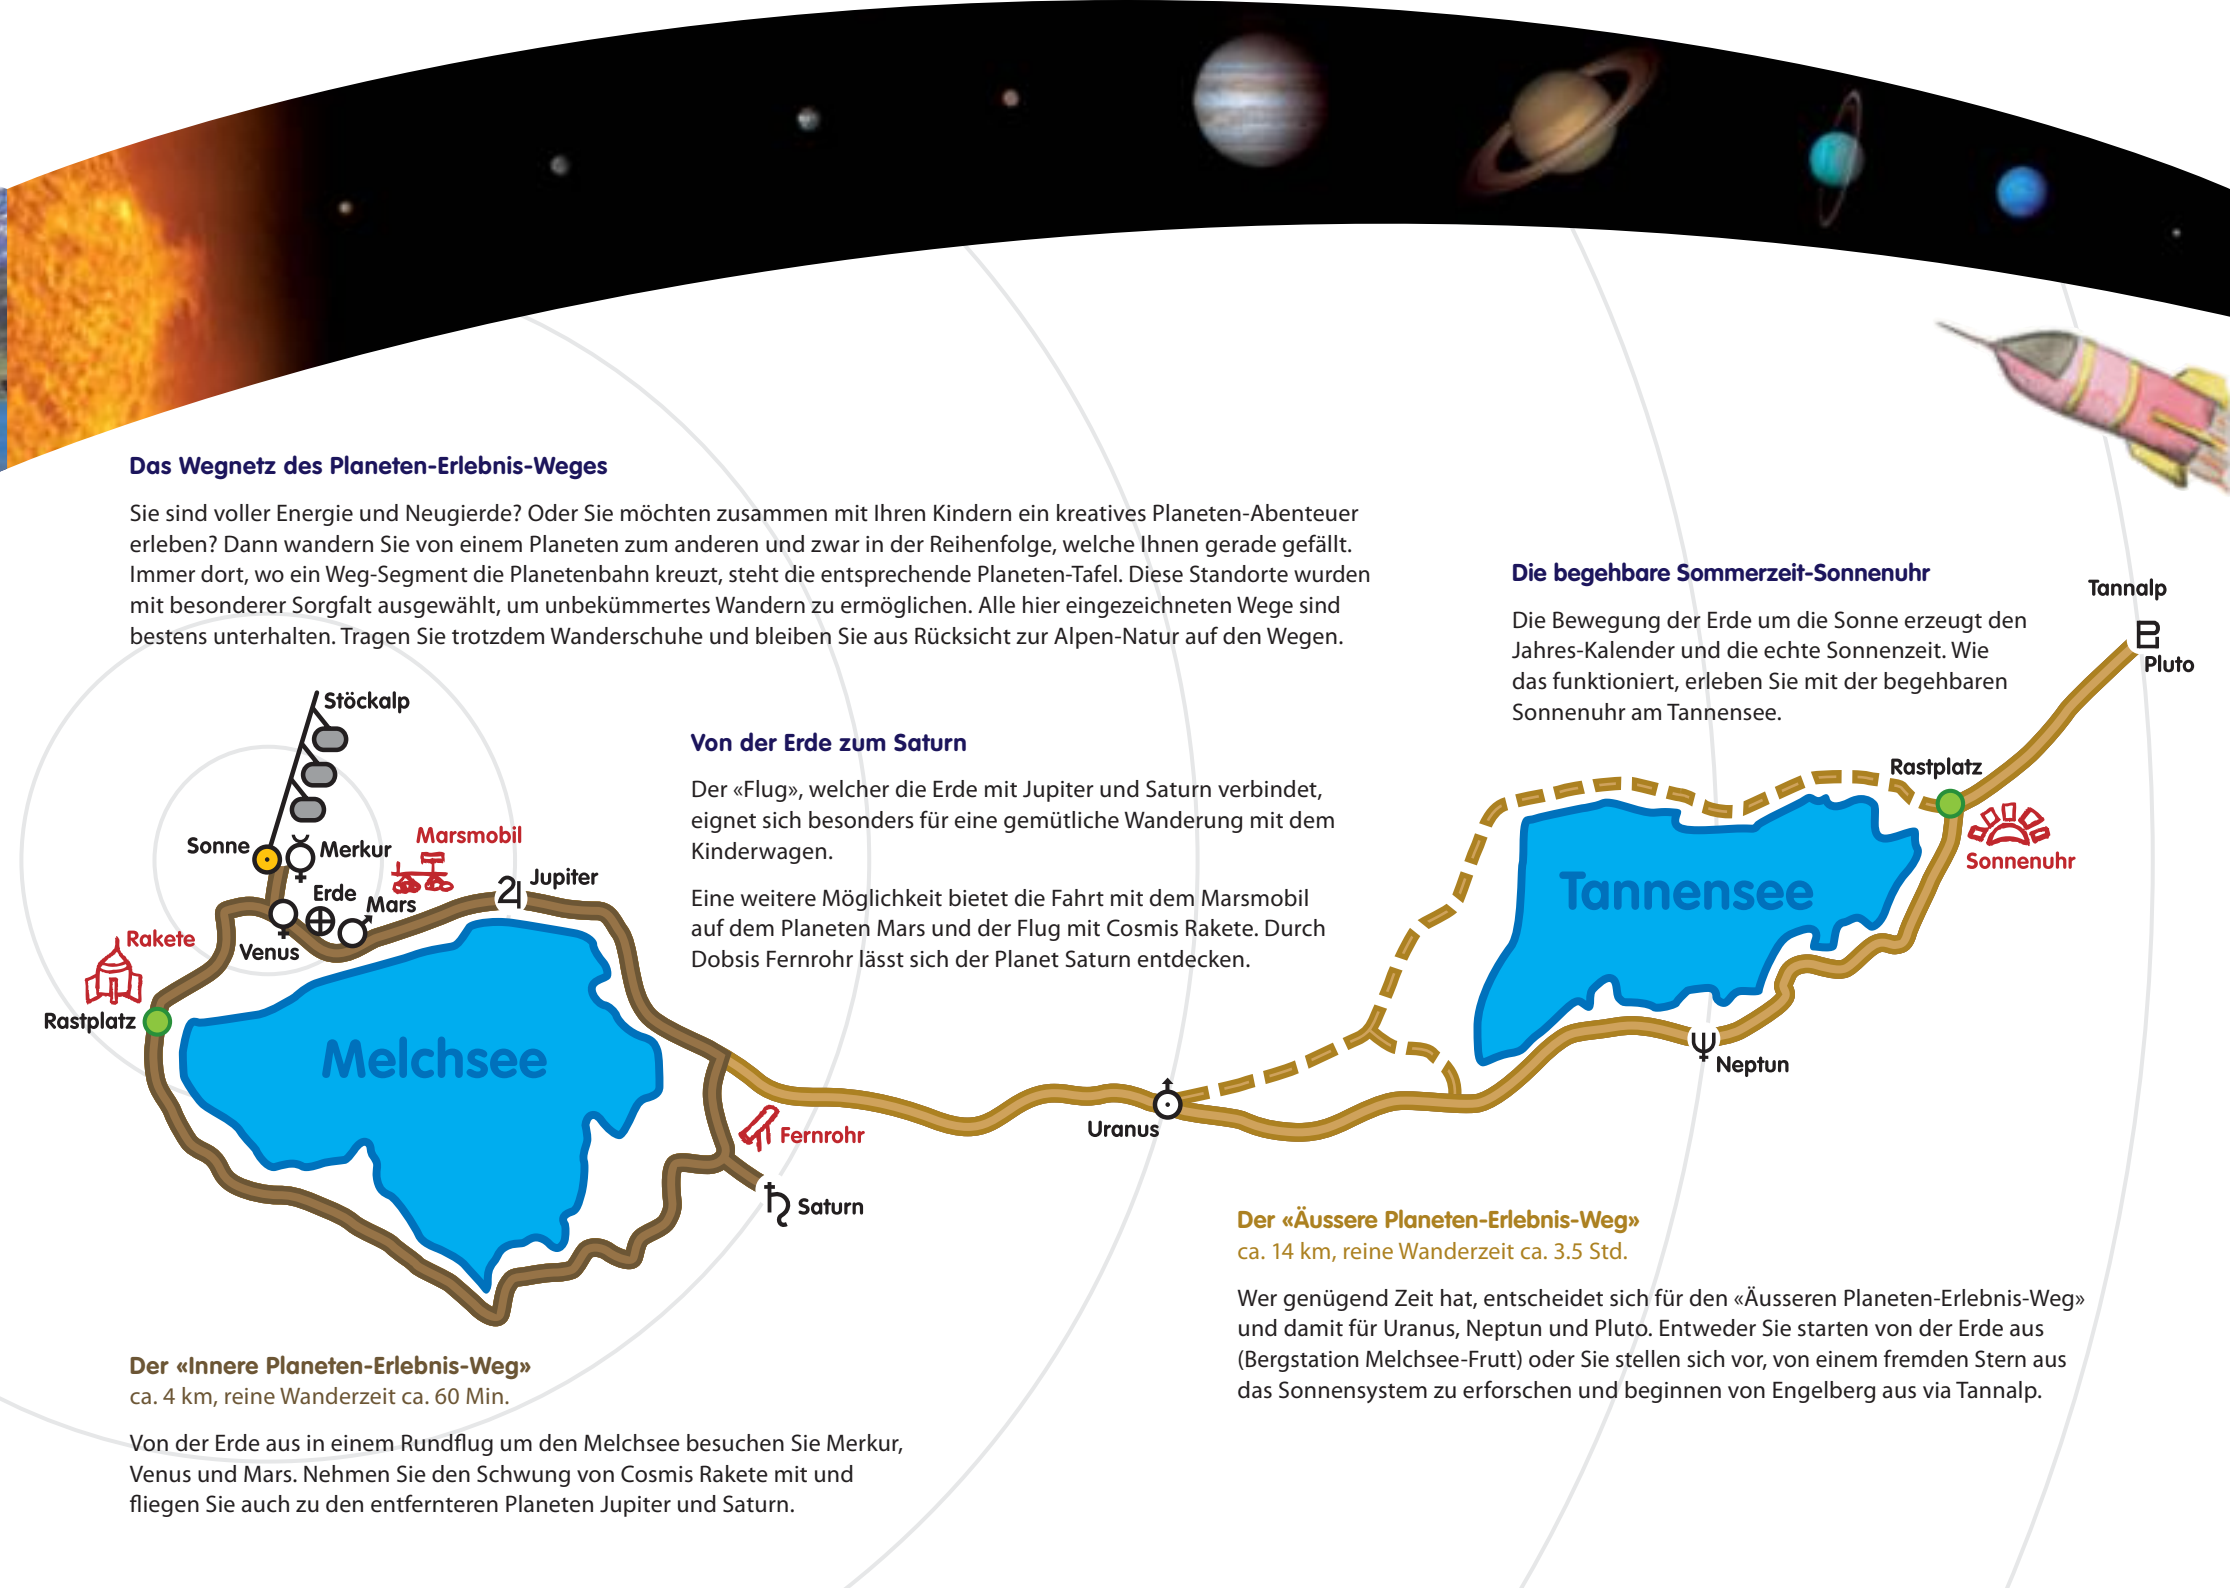 Das Wegnetz des Planeten-Erlebnis-Weges
Sie sind voller Energie und Neugierde? Oder Sie möchten zusammen mit Ihren Kindern ein kreatives Planeten-Abenteuer
erleben? Dann wandern Sie von einem Planeten zum anderen und zwar in der Reihenfolge, welche Ihnen gerade gefällt.
Immer dort, wo ein Weg-Segment die Planetenbahn kreuzt, steht die entsprechende Planeten-Tafel. Diese Standorte wurden
mit besonderer Sorgfalt ausgewählt, um unbekümmertes Wandern zu ermöglichen. Alle hier eingezeichneten Wege sind
bestens unterhalten. Tragen Sie trotzdem Wanderschuhe und bleiben Sie aus Rücksicht zur Alpen-Natur auf den Wegen.
Die begehbare Sommerzeit-Sonnenuhr
Die Bewegung der Erde um die Sonne erzeugt den
Jahres-Kalender und die echte Sonnenzeit. Wie
das funktioniert, erleben Sie mit der begehbaren
Sonnenuhr am Tannensee.
Tannalp
Pluto
Stöckalp
Von der Erde zum Saturn
Der «Flug», welcher die Erde mit Jupiter und Saturn verbindet,
eignet sich besonders für eine gemütliche Wanderung mit dem
Kinderwagen.
Eine weitere Möglichkeit bietet die Fahrt mit dem Marsmobil
auf dem Planeten Mars und der Flug mit Cosmis Rakete. Durch
Dobsis Fernrohr lässt sich der Planet Saturn entdecken.
Rastplatz
Sonnenuhr
Tannensee
Sonne
Merkur
Marsmobil
Erde
Mars
Jupiter
Venus
Rakete
Rastplatz
Melchsee
Neptun
Uranus
Fernrohr
Saturn
Der «Äussere Planeten-Erlebnis-Weg»
ca. 14 km, reine Wanderzeit ca. 3.5 Std.
Wer genügend Zeit hat, entscheidet sich für den «Äusseren Planeten-Erlebnis-Weg»
und damit für Uranus, Neptun und Pluto. Entweder Sie starten von der Erde aus
(Bergstation Melchsee-Frutt) oder Sie stellen sich vor, von einem fremden Stern aus
das Sonnensystem zu erforschen und beginnen von Engelberg aus via Tannalp.
Der «Innere Planeten-Erlebnis-Weg»
ca. 4 km, reine Wanderzeit ca. 60 Min.
Von der Erde aus in einem Rundflug um den Melchsee besuchen Sie Merkur,
Venus und Mars. Nehmen Sie den Schwung von Cosmis Rakete mit und
fliegen Sie auch zu den entfernteren Planeten Jupiter und Saturn.